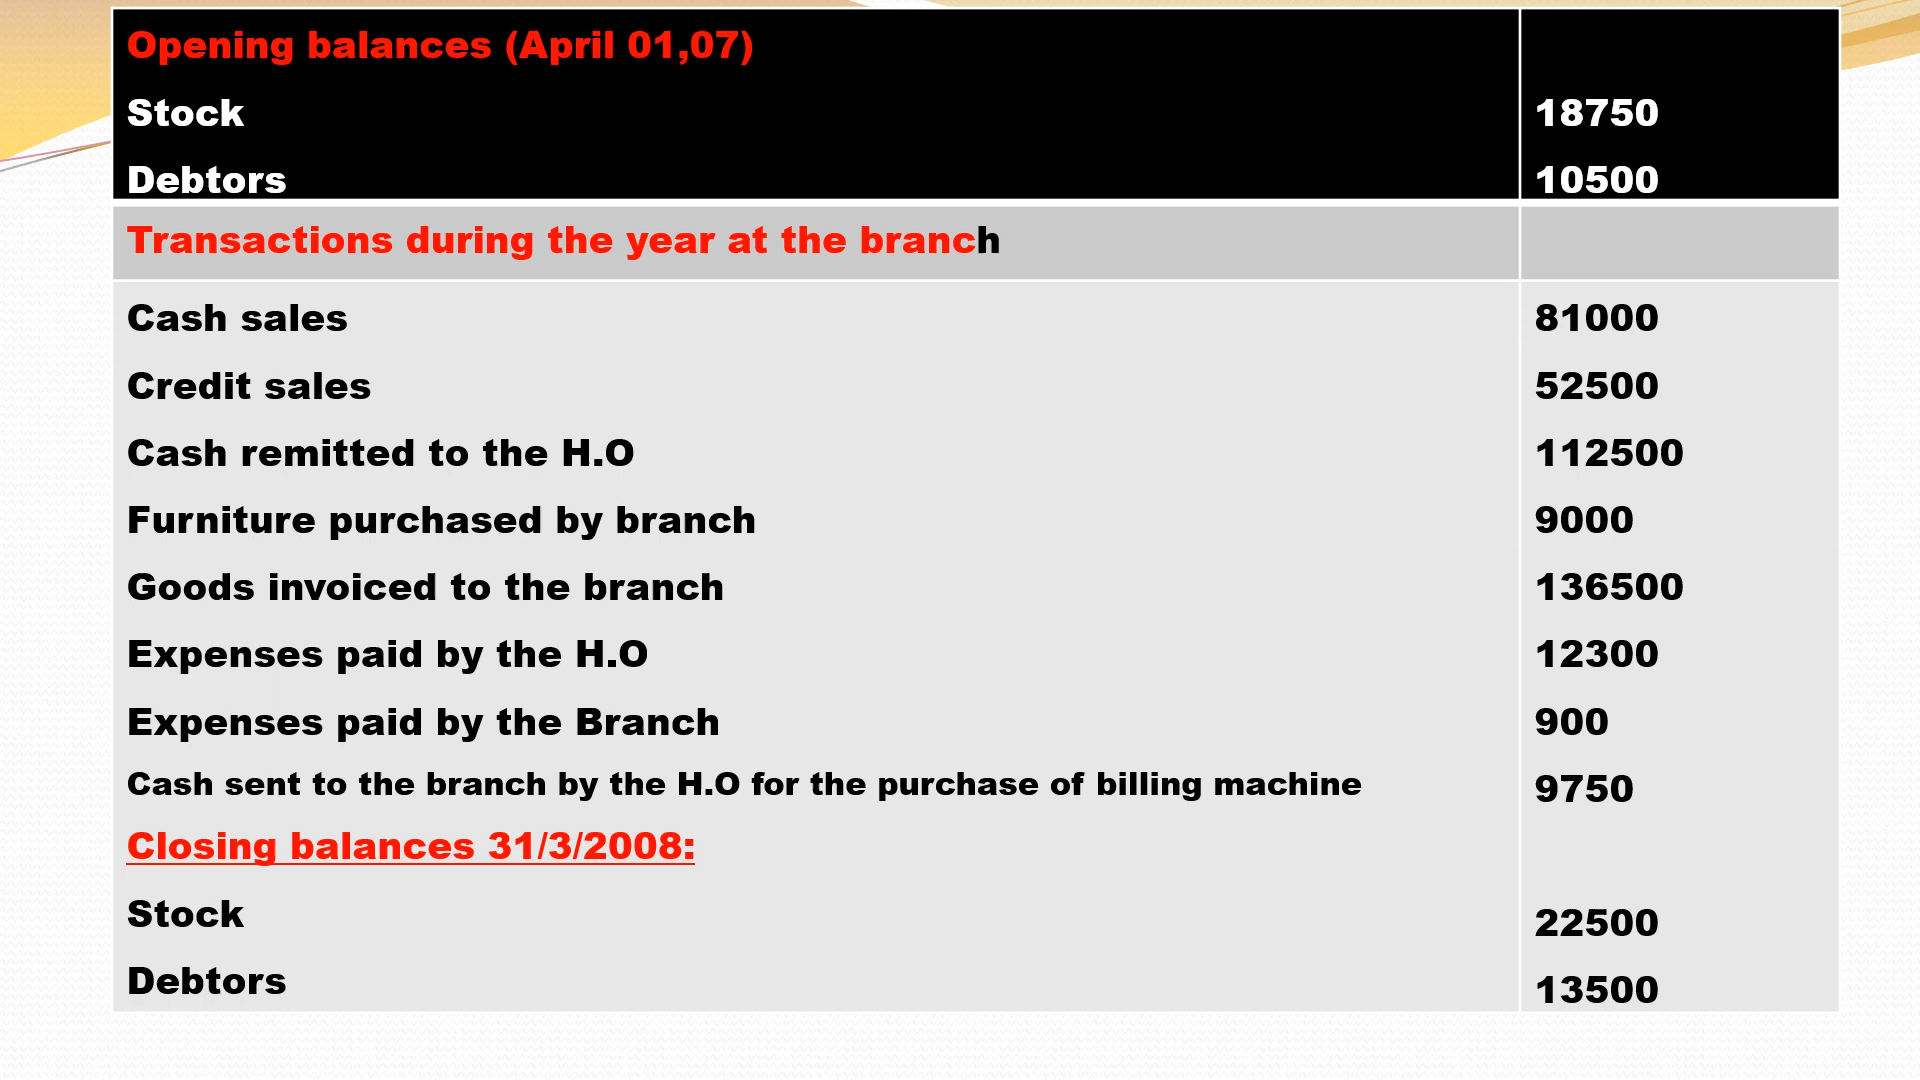 Opening balances (April 01,07)
Stock 18750
Debtors 10500
Transactions during the year at the branch
Cash sales 81000
Credit sales 52500
Cash remitted to the H.O 112500
Furniture purchased by branch 9000
Goods invoiced to the branch 136500
Expenses paid by the H.O 12300
Expenses paid by the Branch 900
Cash sent to the branch by the H.O for the purchase of billing machine 9750
Closing balances 31/3/2008:
Stock 22500
Debtors 13500